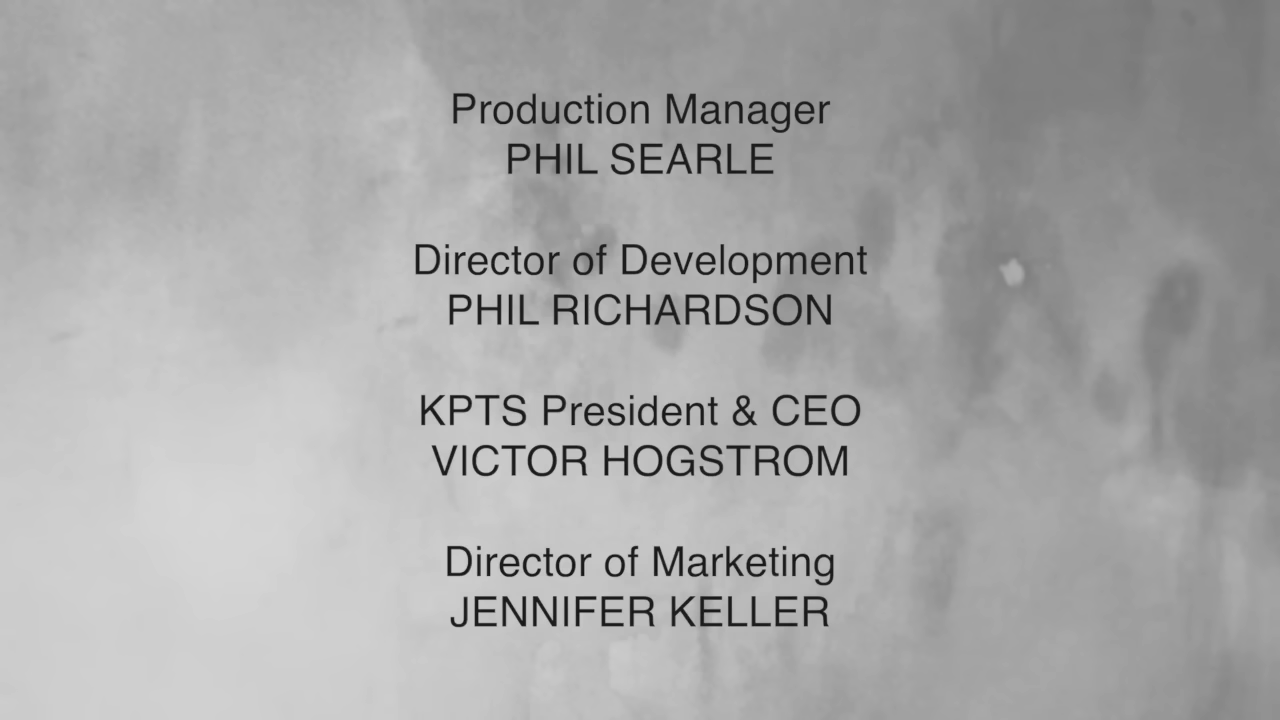 Production Manager
PHIL SEARLE
Director of Development
PHIL RICHARDSON
KPTS President & CEO
VICTOR HOGSTROM
Director of Marketing
JENNIFER KELLER